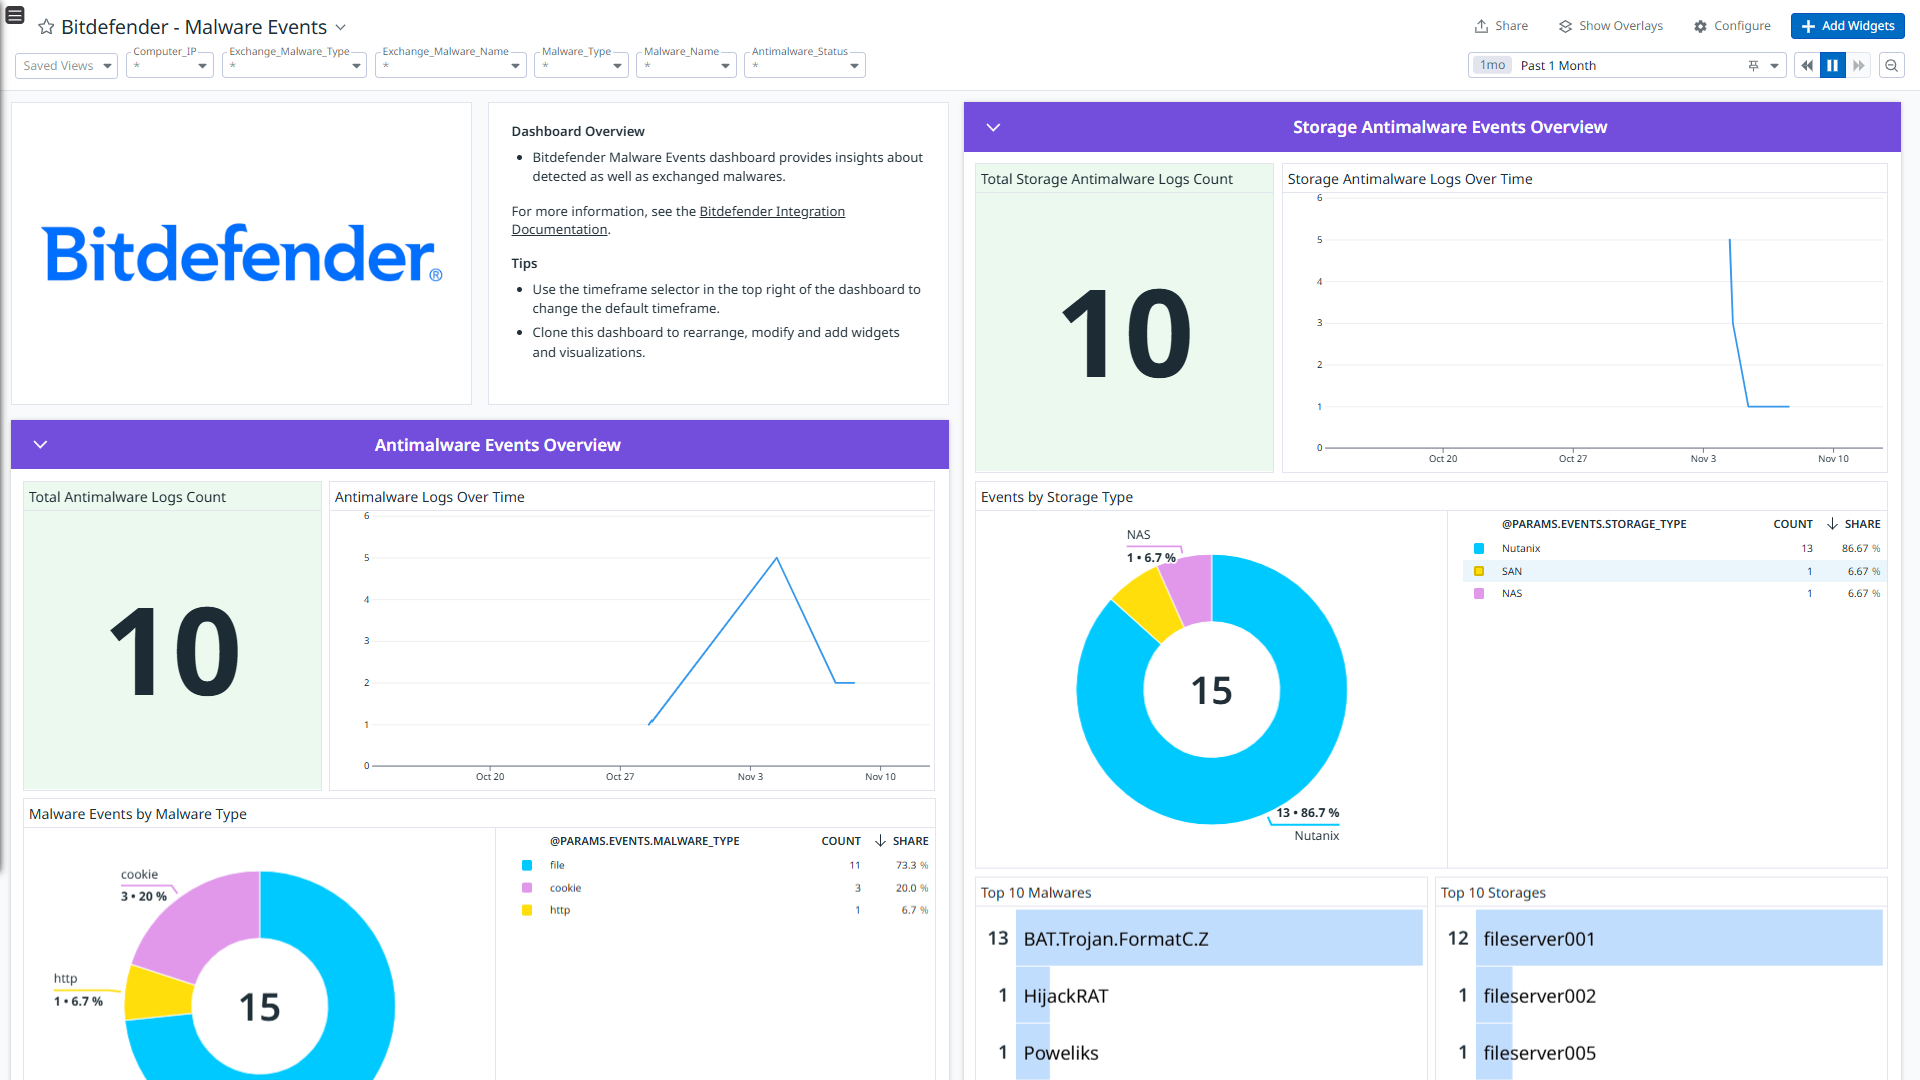 Bitdefender - Malware Events
Share
Show Overlays
Configure
Add Widgets
Saved Views
Computer_IP
*
Exchange_Malware_Type
*
Exchange_Malware_Name
*
Malware_Type
*
Malware_Name
*
Antimalware_Status
*
1mo Past 1 Month
Bitdefender®
Dashboard Overview
• Bitdefender Malware Events dashboard provides insights about
detected as well as exchanged malwares.
For more information, see the Bitdefender Integration
Documentation.
Tips
• Use the timeframe selector in the top right of the dashboard to
change the default timeframe.
• Clone this dashboard to rearrange, modify and add widgets
and visualizations.
Antimalware Events Overview
Total Antimalware Logs Count
10
Antimalware Logs Over Time
6
5
4
3
2
1
0
Oct 20 Oct 27 Nov 3 Nov 10
Malware Events by Malware Type
cookie
3 • 20 %
http
1 • 6.7 %
15
@PARAMS.EVENTS.MALWARE_TYPE COUNT SHARE
file 11 73.3 %
cookie 3 20.0 %
http 1 6.7 %
Storage Antimalware Events Overview
Total Storage Antimalware Logs Count
10
Storage Antimalware Logs Over Time
6
5
4
3
2
1
0
Oct 20 Oct 27 Nov 3 Nov 10
Events by Storage Type
NAS
1 • 6.7 %
15
13 • 86.7 %
Nutanix
@PARAMS.EVENTS.STORAGE_TYPE COUNT SHARE
Nutanix 13 86.67 %
SAN 1 6.67 %
NAS 1 6.67 %
Top 10 Malwares
13 BAT.Trojan.FormatC.Z
1 HijackRAT
1 Poweliks
Top 10 Storages
12 fileserver001
1 fileserver002
1 fileserver005